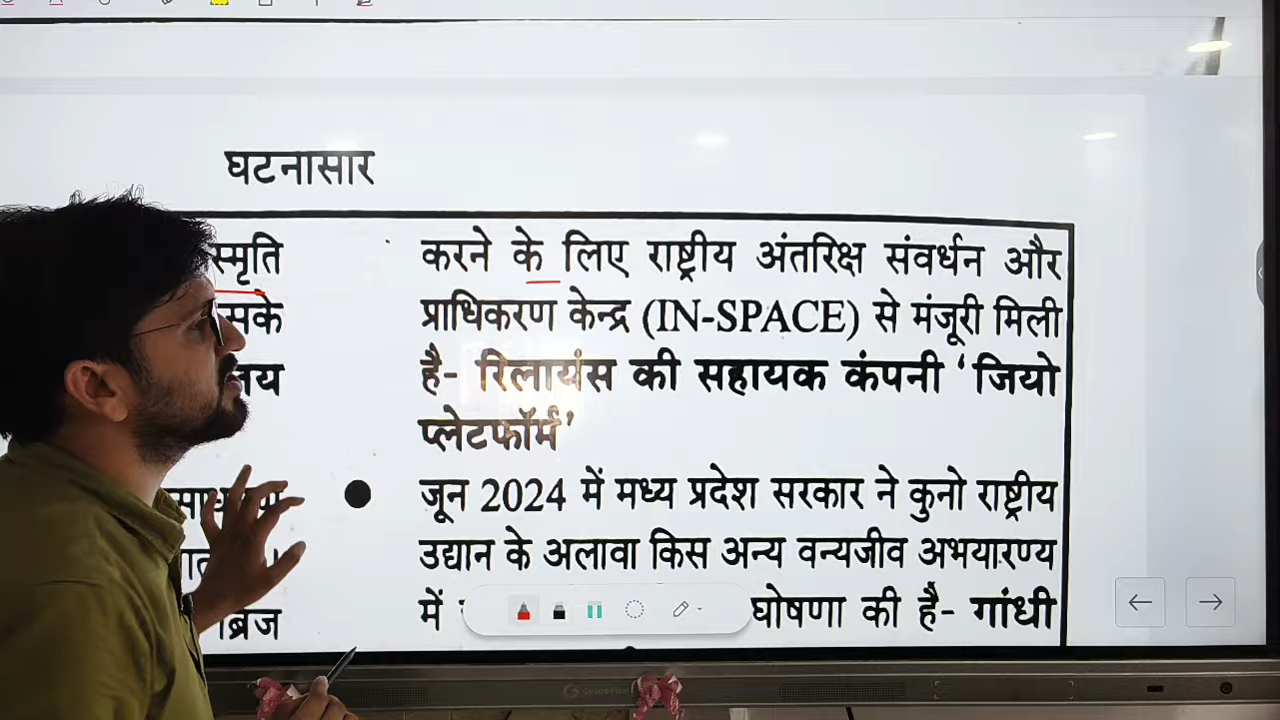 घटनासार
स्मृति
सके
करने के लिए राष्ट्रीय अंतरिक्ष संवर्धन और
प्राधिकरण केन्द्र (IN-SPACE) से मंजूरी मिली
है- रिलायंस की सहायक कंपनी ‘जियो
प्लेटफॉर्म’
● जून 2024 में मध्य प्रदेश सरकार ने कुनो राष्ट्रीय
उद्यान के अलावा किस अन्य वन्यजीव अभयारण्य
में घोषणा की है- गांधी
ब्रिज